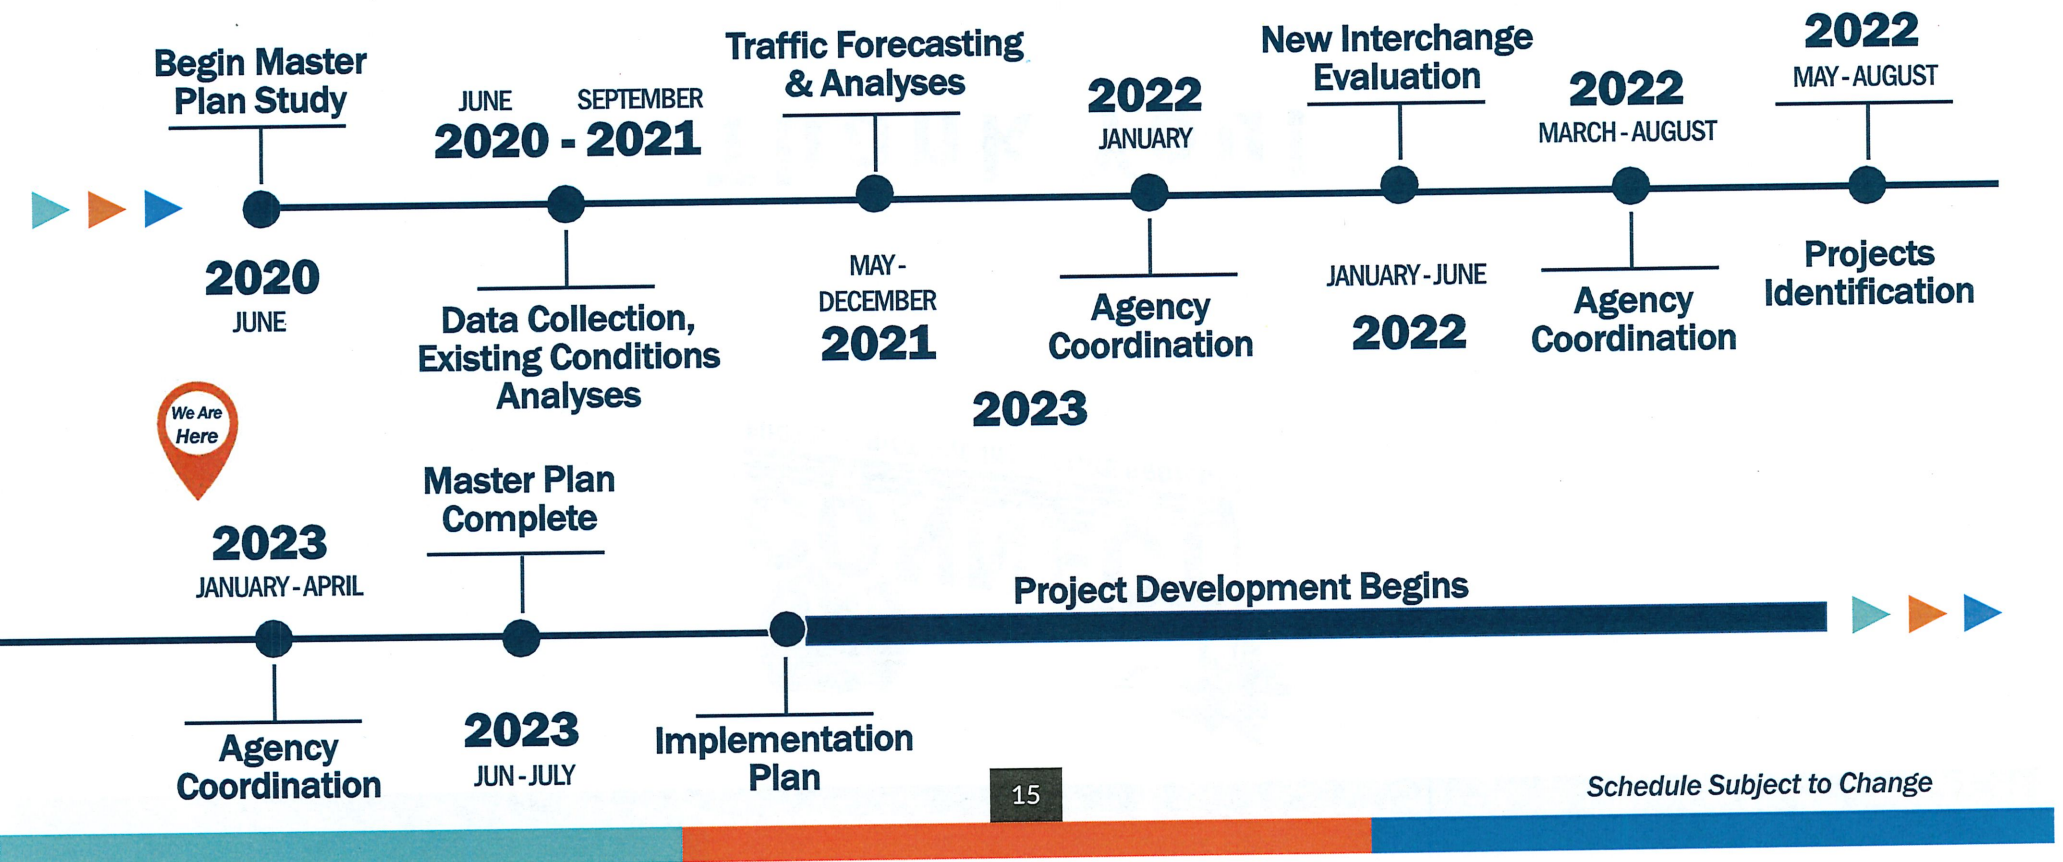 Begin Master
Plan Study
2020
JUNE
JUNE SEPTEMBER
2020 - 2021
Data Collection,
Existing Conditions
Analyses
Traffic Forecasting
& Analyses
MAY -
DECEMBER
2021
2022
JANUARY
Agency
Coordination
New Interchange
Evaluation
JANUARY - JUNE
2022
2022
MARCH - AUGUST
Agency
Coordination
2022
MAY - AUGUST
Projects
Identification
2023
We Are
Here
2023
JANUARY - APRIL
Agency
Coordination
Master Plan
Complete
2023
JUN - JULY
Implementation
Plan
Project Development Begins
Schedule Subject to Change
15